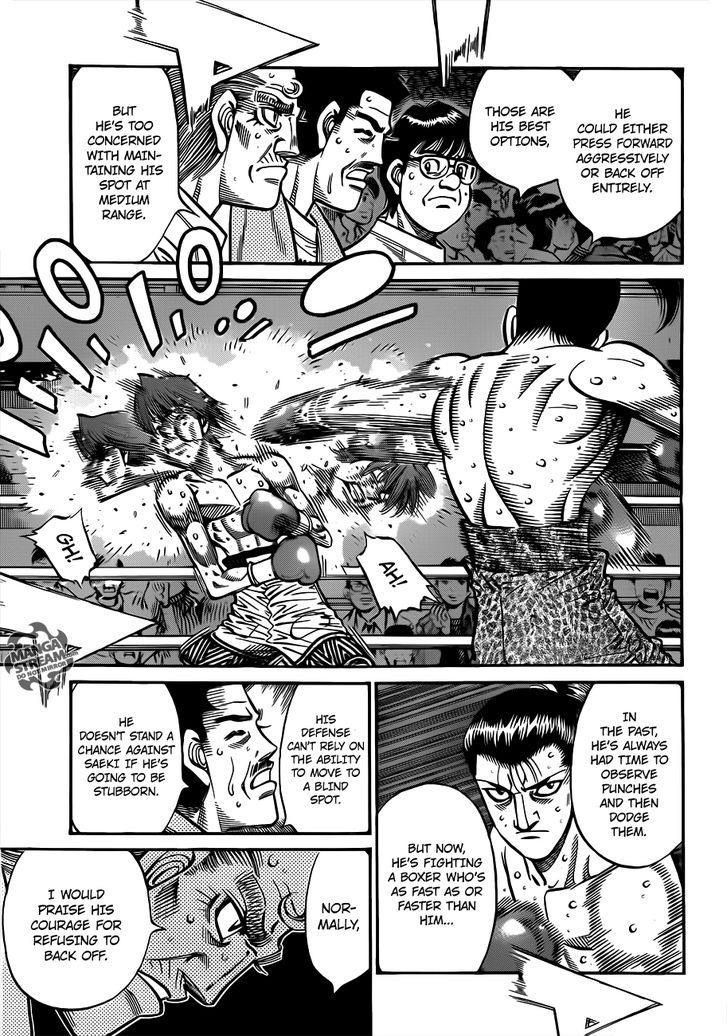 HE
COULD EITHER
PRESS FORWARD
AGGRESSIVELY
OR BACK OFF
ENTIRELY.
THOSE ARE
HIS BEST
OPTIONS,
BUT
HE'S TOO
CONCERNED
WITH MAIN-
TAINING HIS
SPOT AT
MEDIUM
RANGE.
AH!
GH!
MANGA
STREAM.COM
DO NOT MIRROR
IN
THE PAST,
HE'S ALWAYS
HAD TIME TO
OBSERVE
PUNCHES
AND THEN
DODGE
THEM.
BUT NOW,
HE'S FIGHTING
A BOXER WHO'S
AS FAST AS OR
FASTER THAN
HIM...
HIS
DEFENSE
CAN'T RELY ON
THE ABILITY
TO MOVE TO
A BLIND
SPOT.
HE
DOESN'T STAND A
CHANCE AGAINST
SAEKI IF HE'S
GOING TO BE
STUBBORN.
NOR-
MALLY,
I WOULD
PRAISE HIS
COURAGE FOR
REFUSING TO
BACK OFF.